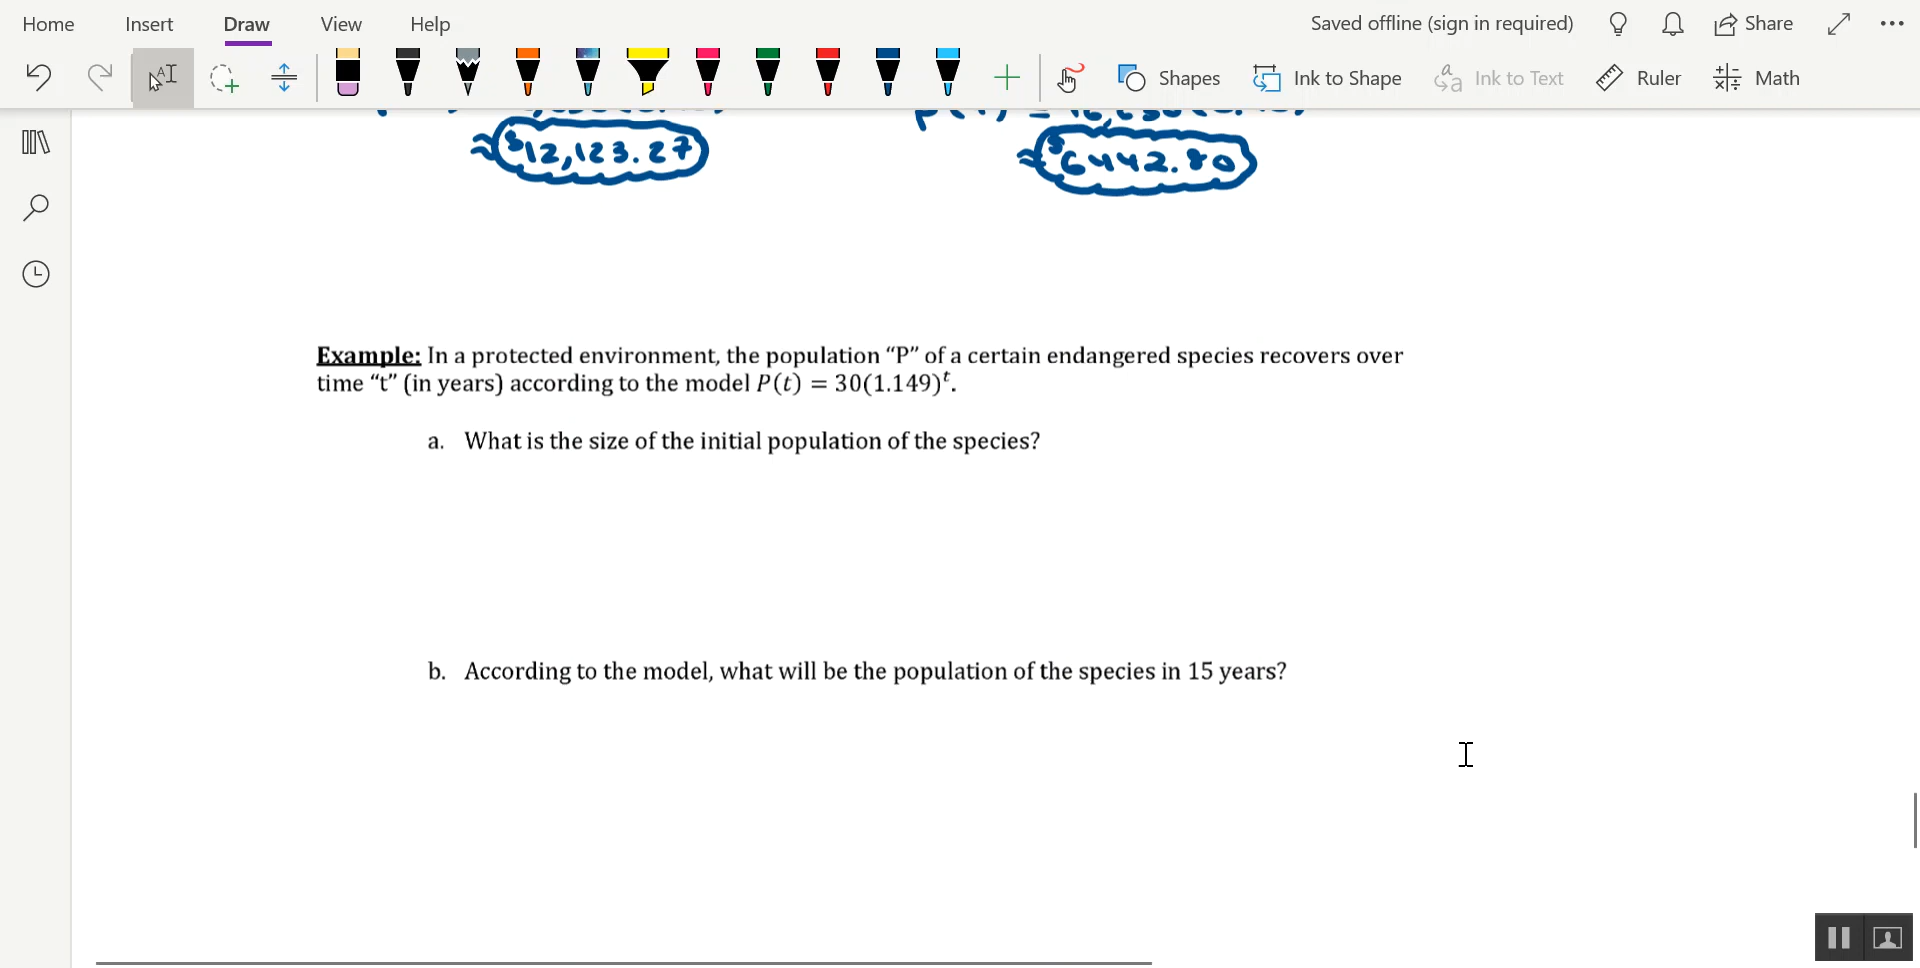 Home Insert Draw View Help Saved offline (sign in required) Share
Shapes Ink to Shape Ink to Text Ruler Math
≈ $12,123.27 ≈ $6442.80
Example: In a protected environment, the population “P” of a certain endangered species recovers over
time “t” (in years) according to the model P(t) = 30(1.149)^t.
a. What is the size of the initial population of the species?
b. According to the model, what will be the population of the species in 15 years?